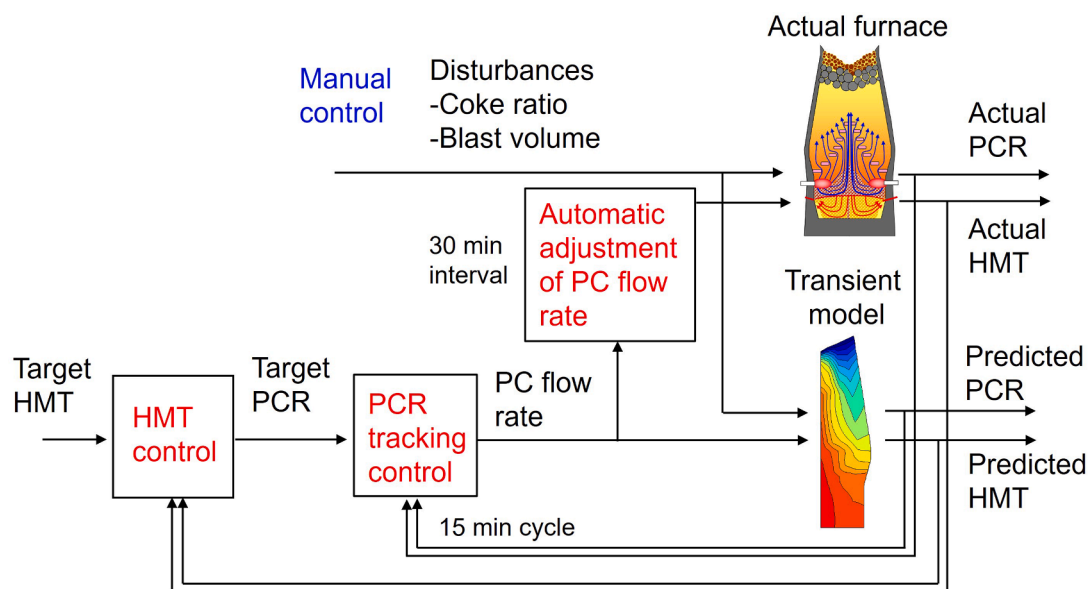 Actual furnace
Manual
control
Disturbances
-Coke ratio
-Blast volume
Actual
PCR
Actual
HMT
30 min
interval
Automatic
adjustment
of PC flow
rate
Transient
model
Target
HMT
HMT
control
Target
PCR
PCR
tracking
control
PC flow
rate
Predicted
PCR
Predicted
HMT
15 min cycle